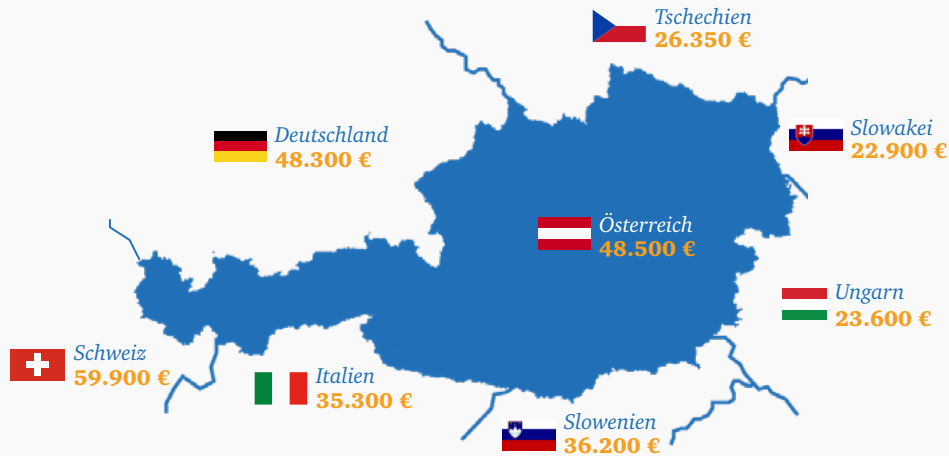 Tschechien
26.350 €
Deutschland
48.300 €
Slowakei
22.900 €
Österreich
48.500 €
Ungarn
23.600 €
Schweiz
59.900 €
Italien
35.300 €
Slowenien
36.200 €